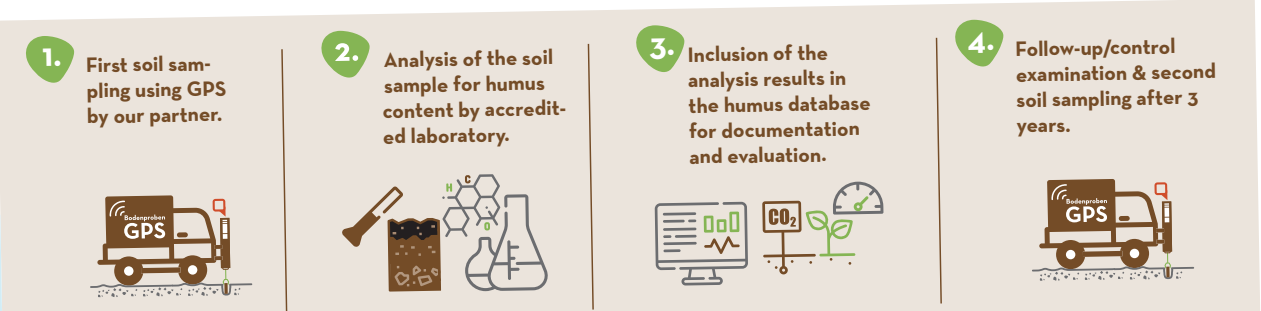 1.
First soil sam-
pling using GPS
by our partner.
Bodenproben
GPS
2.
Analysis of the soil
sample for humus
content by accredit-
ed laboratory.
H
C
O
3.
Inclusion of the
analysis results in
the humus database
for documentation
and evaluation.
CO₂
4.
Follow-up/control
examination & second
soil sampling after 3
years.
Bodenproben
GPS